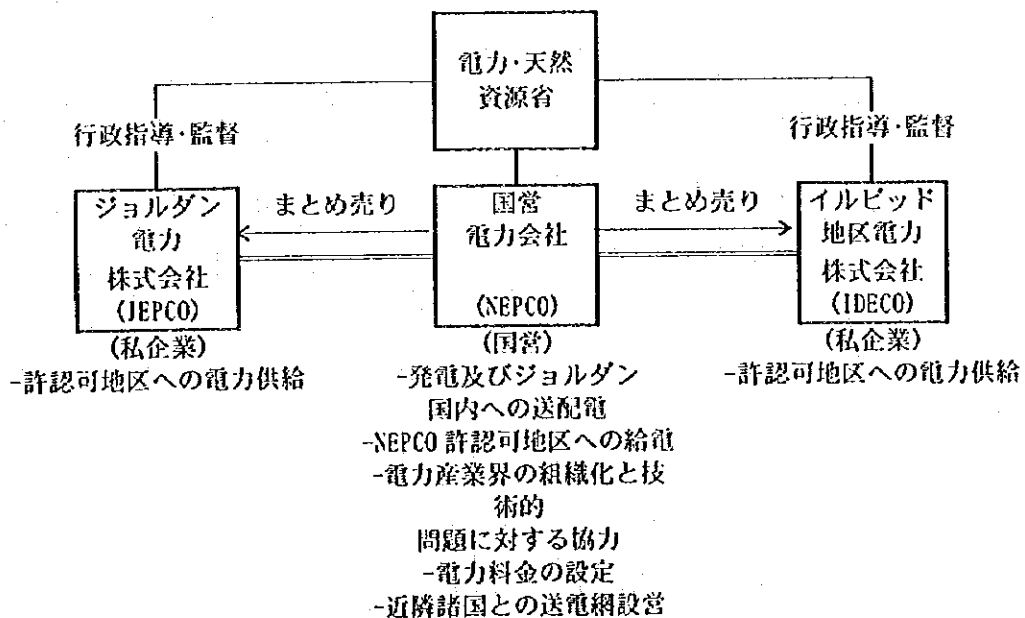 電力・天然
資源省
行政指導・監督
行政指導・監督
ジョルダン
電力
株式会社
(JEPCO)
まとめ売り
国営
電力会社
(NEPCO)
まとめ売り
イルビッド
地区電力
株式会社
(IDECO)
(私企業)
-許認可地区への電力供給
(国営)
-発電及びジョルダン
国内への送配電
-NEPCO 許認可地区への給電
-電力産業界の組織化と技
術的
問題に対する協力
-電力料金の設定
-近隣諸国との送電網設営
(私企業)
-許認可地区への電力供給